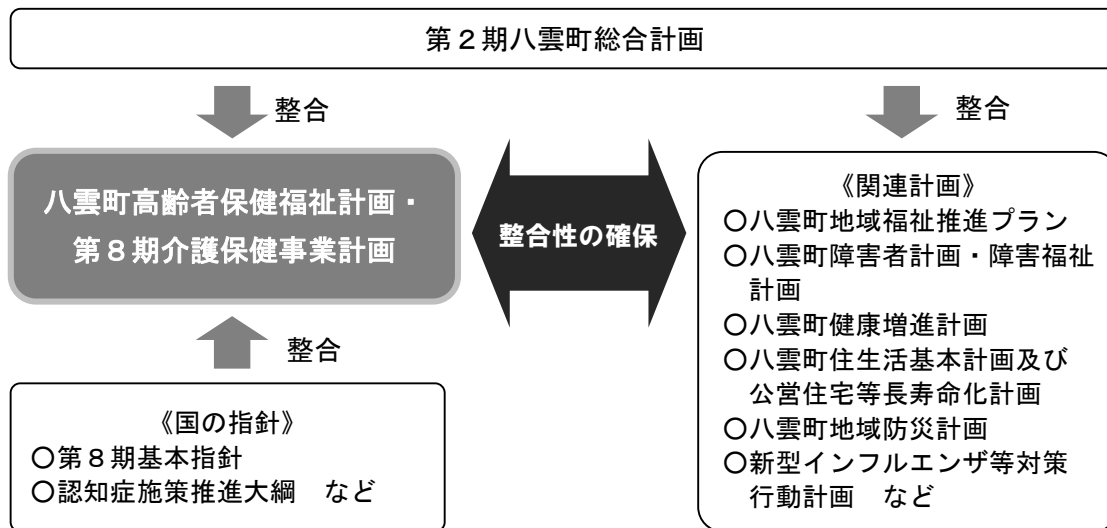 第２期八雲町総合計画
整合
整合
八雲町高齢者保健福祉計画・
第８期介護保健事業計画
整合性の確保
《関連計画》
〇八雲町地域福祉推進プラン
〇八雲町障害者計画・障害福祉
計画
〇八雲町健康増進計画
〇八雲町住生活基本計画及び
公営住宅等長寿命化計画
〇八雲町地域防災計画
〇新型インフルエンザ等対策
行動計画　など
整合
《国の指針》
〇第８期基本指針
〇認知症施策推進大綱　など